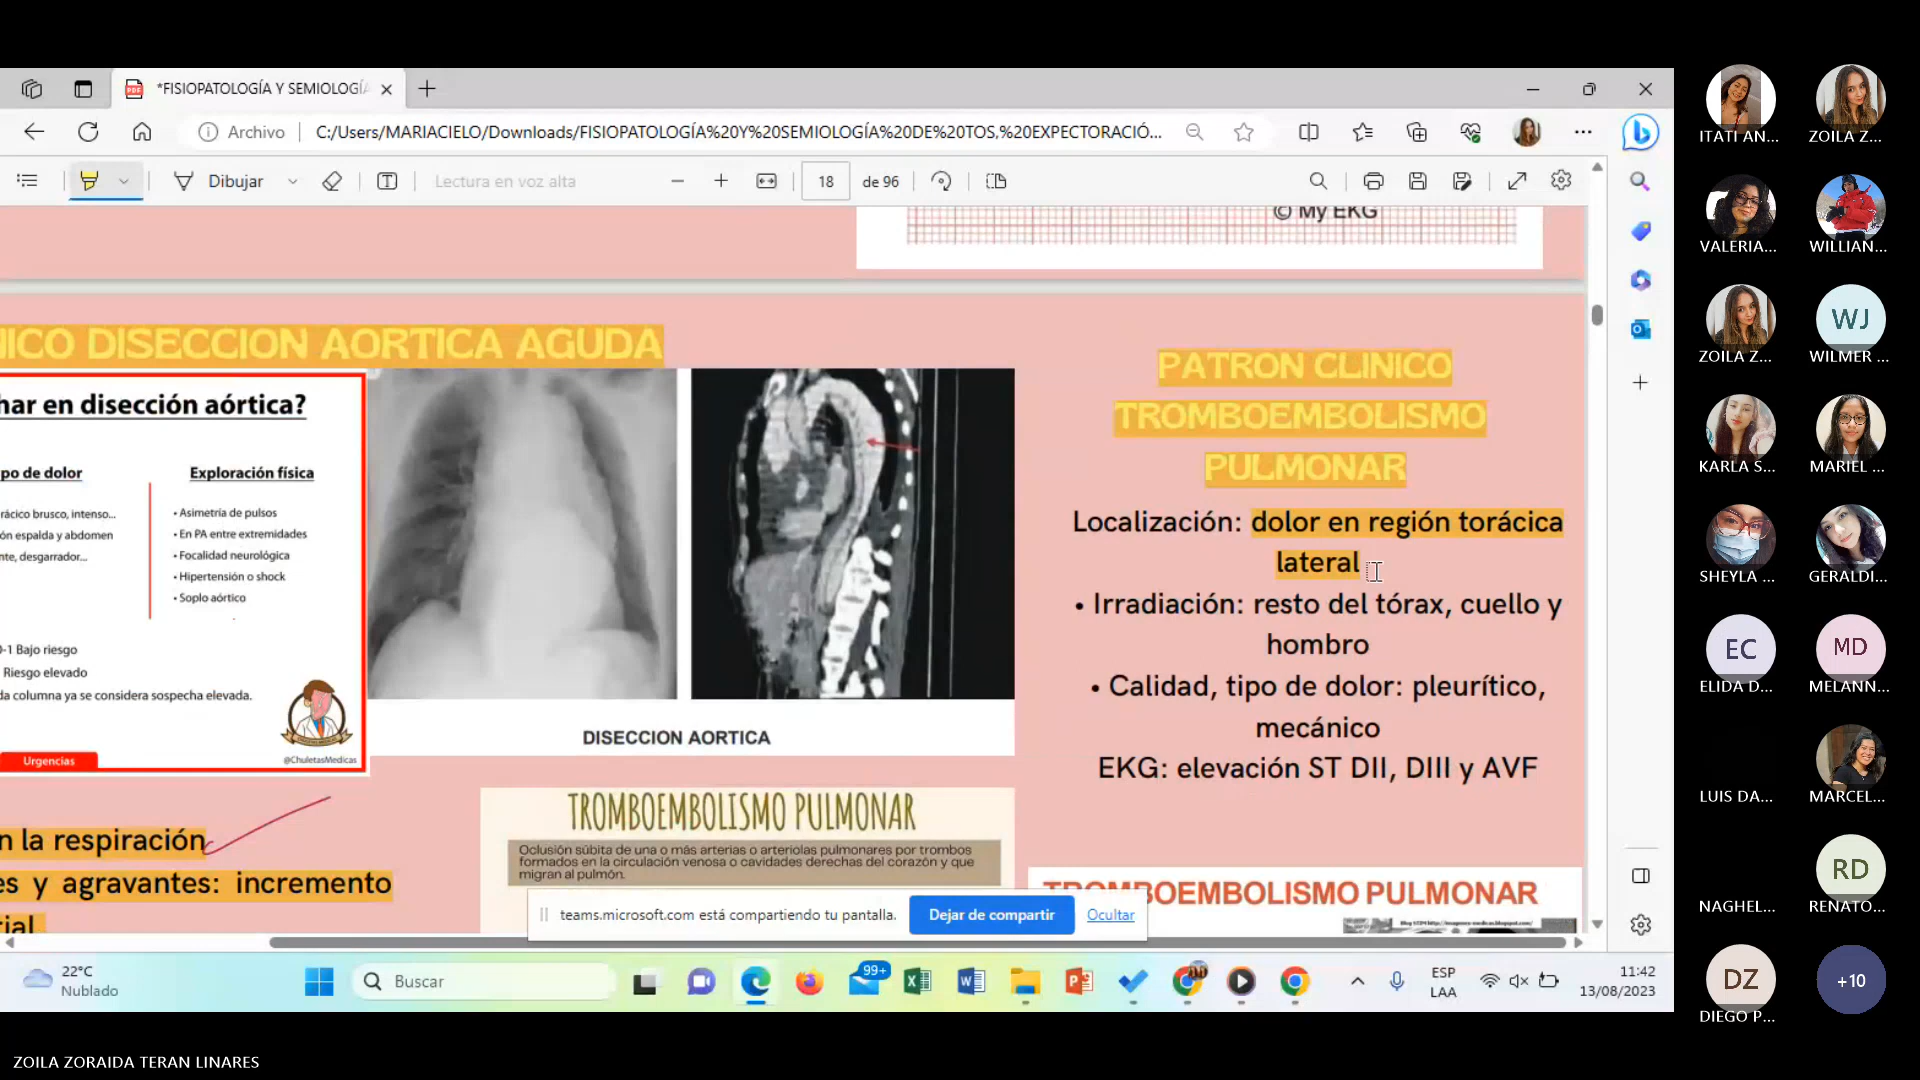 *FISIOPATOLOGÍA Y SEMIOLOGÍA
Archivo
C:/Users/MARIACIELO/Downloads/FISIOPATOLOGÍA%20Y%20SEMIOLOGÍA%20DE%20TOS,%20EXPECTORACIÓ...
Dibujar
Lectura en voz alta
18
de 96
© My EKG
NICO DISECCION AORTICA AGUDA
har en disección aórtica?
po de dolor
Exploración física
rácico brusco, intenso...
ón espalda y abdomen
nte, desgarrador...
• Asimetría de pulsos
• En PA entre extremidades
• Focalidad neurológica
• Hipertensión o shock
• Soplo aórtico
0-1 Bajo riesgo
Riesgo elevado
da columna ya se considera sospecha elevada.
Urgencias
@ChuletasMedicas
DISECCION AORTICA
n la respiración
es y agravantes: incremento
rial
TROMBOEMBOLISMO PULMONAR
Oclusión súbita de una o más arterias o arteriolas pulmonares por trombos
formados en la circulación venosa o cavidades derechas del corazón y que
migran al pulmón.
PATRON CLINICO
TROMBOEMBOLISMO
PULMONAR
Localización: dolor en región torácica
lateral
• Irradiación: resto del tórax, cuello y
hombro
• Calidad, tipo de dolor: pleurítico,
mecánico
EKG: elevación ST DII, DIII y AVF
TROMBOEMBOLISMO PULMONAR
teams.microsoft.com está compartiendo tu pantalla.
Dejar de compartir
Ocultar
22°C
Nublado
Buscar
99+
ESP
LAA
11:42
13/08/2023
ITATI AN...
ZOILA Z...
VALERIA...
WILLIAN...
ZOILA Z...
WJ
WILMER ...
KARLA S...
MARIEL ...
SHEYLA ...
GERALDI...
EC
ELIDA D...
MD
MELANN...
LUIS DA...
MARCEL...
NAGHEL...
RD
RENATO...
DZ
DIEGO P...
+10
ZOILA ZORAIDA TERAN LINARES